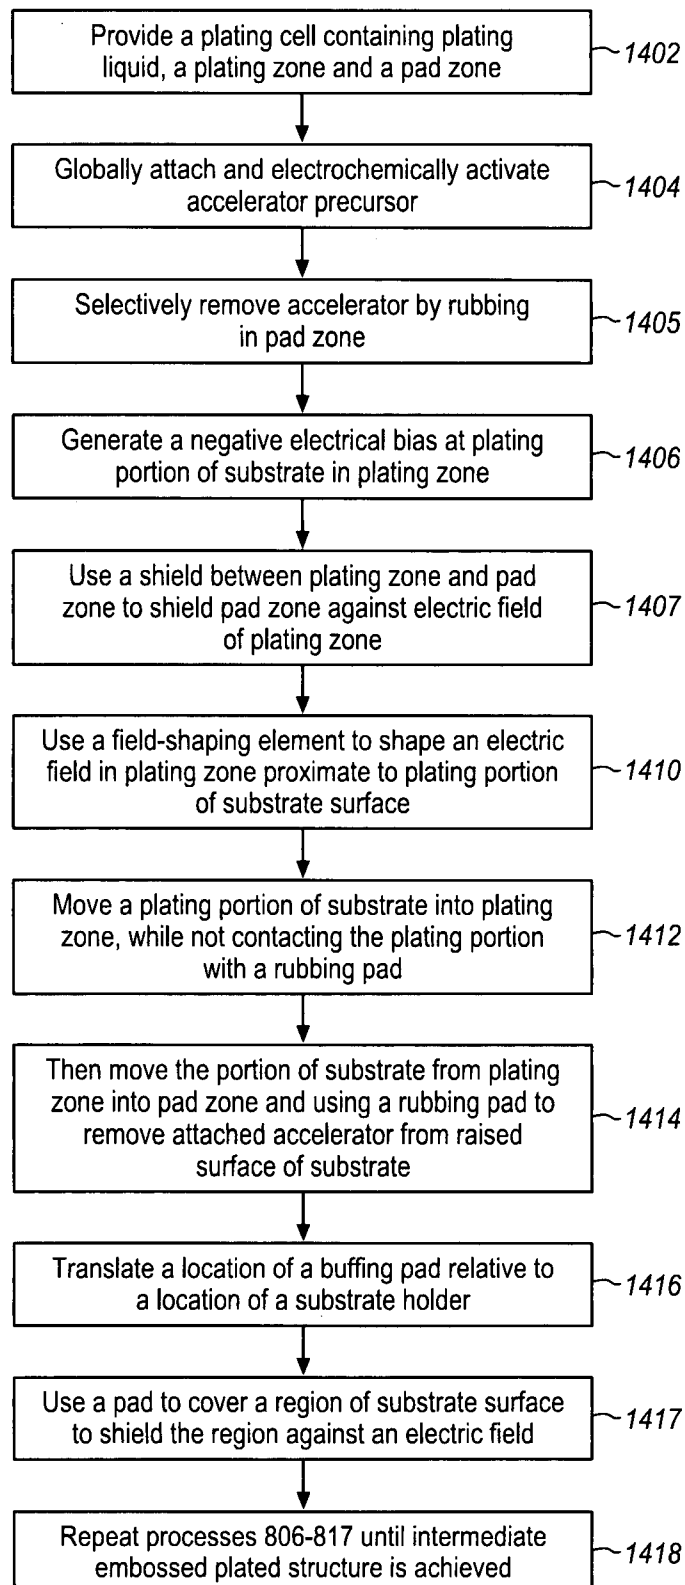 Provide a plating cell containing plating
liquid, a plating zone and a pad zone
1402
Globally attach and electrochemically activate
accelerator precursor
1404
Selectively remove accelerator by rubbing
in pad zone
1405
Generate a negative electrical bias at plating
portion of substrate in plating zone
1406
Use a shield between plating zone and pad
zone to shield pad zone against electric field
of plating zone
1407
Use a field-shaping element to shape an electric
field in plating zone proximate to plating portion
of substrate surface
1410
Move a plating portion of substrate into plating
zone, while not contacting the plating portion
with a rubbing pad
1412
Then move the portion of substrate from plating
zone into pad zone and using a rubbing pad to
remove attached accelerator from raised
surface of substrate
1414
Translate a location of a buffing pad relative to
a location of a substrate holder
1416
Use a pad to cover a region of substrate surface
to shield the region against an electric field
1417
Repeat processes 806-817 until intermediate
embossed plated structure is achieved
1418